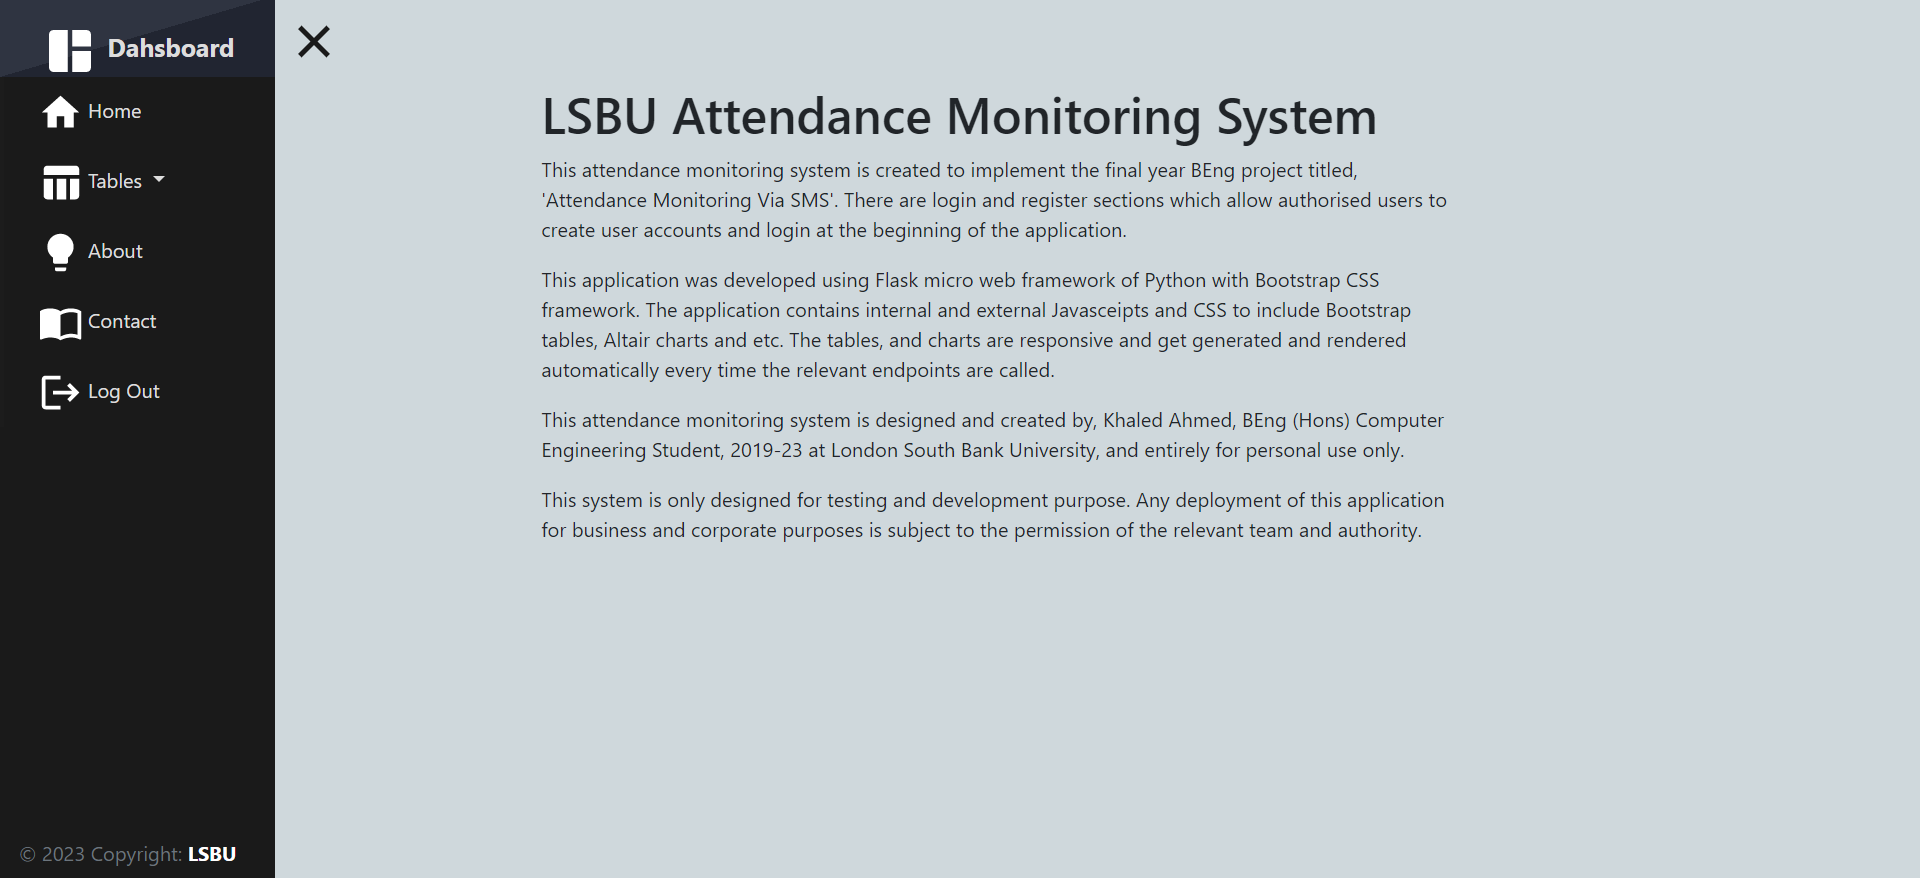 Dahsboard
Home
Tables
About
Contact
Log Out
© 2023 Copyright: LSBU
LSBU Attendance Monitoring System
This attendance monitoring system is created to implement the final year BEng project titled,
'Attendance Monitoring Via SMS'. There are login and register sections which allow authorised users to
create user accounts and login at the beginning of the application.
This application was developed using Flask micro web framework of Python with Bootstrap CSS
framework. The application contains internal and external Javasceipts and CSS to include Bootstrap
tables, Altair charts and etc. The tables, and charts are responsive and get generated and rendered
automatically every time the relevant endpoints are called.
This attendance monitoring system is designed and created by, Khaled Ahmed, BEng (Hons) Computer
Engineering Student, 2019-23 at London South Bank University, and entirely for personal use only.
This system is only designed for testing and development purpose. Any deployment of this application
for business and corporate purposes is subject to the permission of the relevant team and authority.